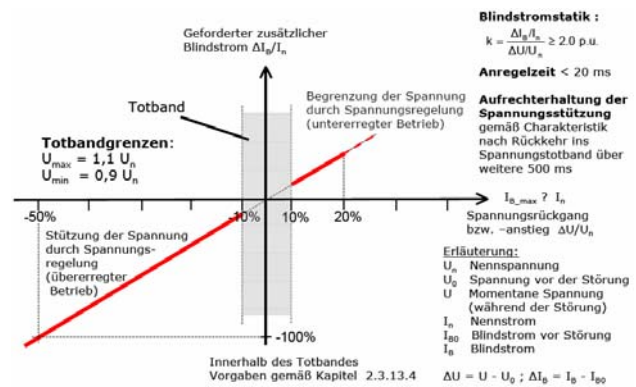 Geforderter zusätzlicher
Blindstrom ΔI_B/I_n
Blindstromstatik :
k = ΔI_B/I_n / ΔU/U_n ≥ 2.0 p.u.
Anregelzeit < 20 ms
Aufrechterhaltung der
Spannungsstützung
gemäß Charakteristik
nach Rückkehr ins
Spannungstotband über
weitere 500 ms
Totband
Begrenzung der Spannung
durch Spannungsregelung
(untererregter Betrieb)
Totbandgrenzen:
U_max = 1,1 U_n
U_min = 0,9 U_n
-50%
-10%
10%
20%
I_B_max ? I_n
Spannungsrückgang
bzw. –anstieg ΔU/U_n
Stützung der Spannung
durch Spannungs-
regelung
(übererregter
Betrieb)
-100%
Erläuterung:
U_n Nennspannung
U_0 Spannung vor der Störung
U Momentane Spannung
(während der Störung)
I_n Nennstrom
I_B0 Blindstrom vor Störung
I_B Blindstrom
ΔU = U - U_0 ; ΔI_B = I_B - I_B0
Innerhalb des Totbandes
Vorgaben gemäß Kapitel 2.3.13.4